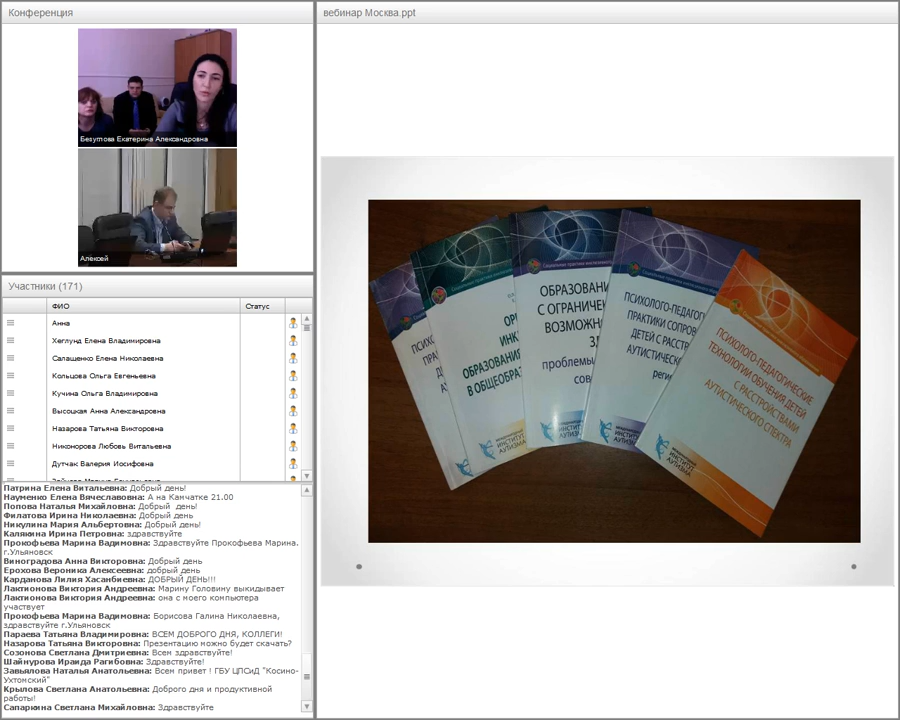 Конференция
Безуглова Екатерина Александровна
Алексей
Участники (171)
ФИО Статус
Анна
Хеглунд Елена Владимировна
Салащенко Елена Николаевна
Кольцова Ольга Евгеньевна
Кучина Ольга Владимировна
Высоцкая Анна Александровна
Назарова Татьяна Викторовна
Никонорова Любовь Витальевна
Дутчак Валерия Иосифовна
Патрина Елена Витальевна: Добрый день!
Науменко Елена Вячеславовна: А на Камчатке 21.00
Попова Наталья Михайловна: Добрый день!
Филатова Ирина Николаевна: Добрый день
Никулина Мария Альбертовна: Добрый день!
Калякина Ирина Петровна: здравствуйте
Прокофьева Марина Вадимовна: Здравствуйте Прокофьева Марина.
г.Ульяновск
Виноградова Анна Викторовна: Добрый день
Ерохова Вероника Алексеевна: добрый день
Карданова Лилия Хасанбиевна: ДОБРЫЙ ДЕНЬ!!!
Лактионова Виктория Андреевна: Марину Головину выкидывает
Лактионова Виктория Андреевна: она с моего компьютера
участвует
Прокофьева Марина Вадимовна: Борисова Галина Николаевна,
здравствуйте г.Ульяновск
Параева Татьяна Владимировна: ВСЕМ ДОБРОГО ДНЯ, КОЛЛЕГИ!
Назарова Татьяна Викторовна: Презентацию можно будет скачать?
Созонова Светлана Дмитриевна: Всем здравствуйте!
Шайнурова Ираида Рагибовна: Здравствуйте!
Завьялова Наталья Анатольевна: Всем привет ! ГБУ ЦПСиД "Косино-
Ухтомский"
Крылова Светлана Анатольевна: Доброго дня и продуктивной
работы!
Сапаркина Светлана Михайловна: Здравствуйте
вебинар Москва.ppt
ОБРАЗОВАНИ
С ОГРАНИЧЕН
ВОЗМОЖН
проблемы
сов
ПСИХОЛОГО-ПЕДАГОГ
ПРАКТИКИ СОПРОВ
ДЕТЕЙ С РАССТР
АУТИСТИЧЕС
реги
ПСИХОЛОГО-ПЕДАГОГИЧЕСКИЕ
ТЕХНОЛОГИИ ОБУЧЕНИЯ ДЕТЕЙ
С РАССТРОЙСТВАМИ
АУТИСТИЧЕСКОГО СПЕКТРА
ИНСТИТУТ
АУТИЗМА